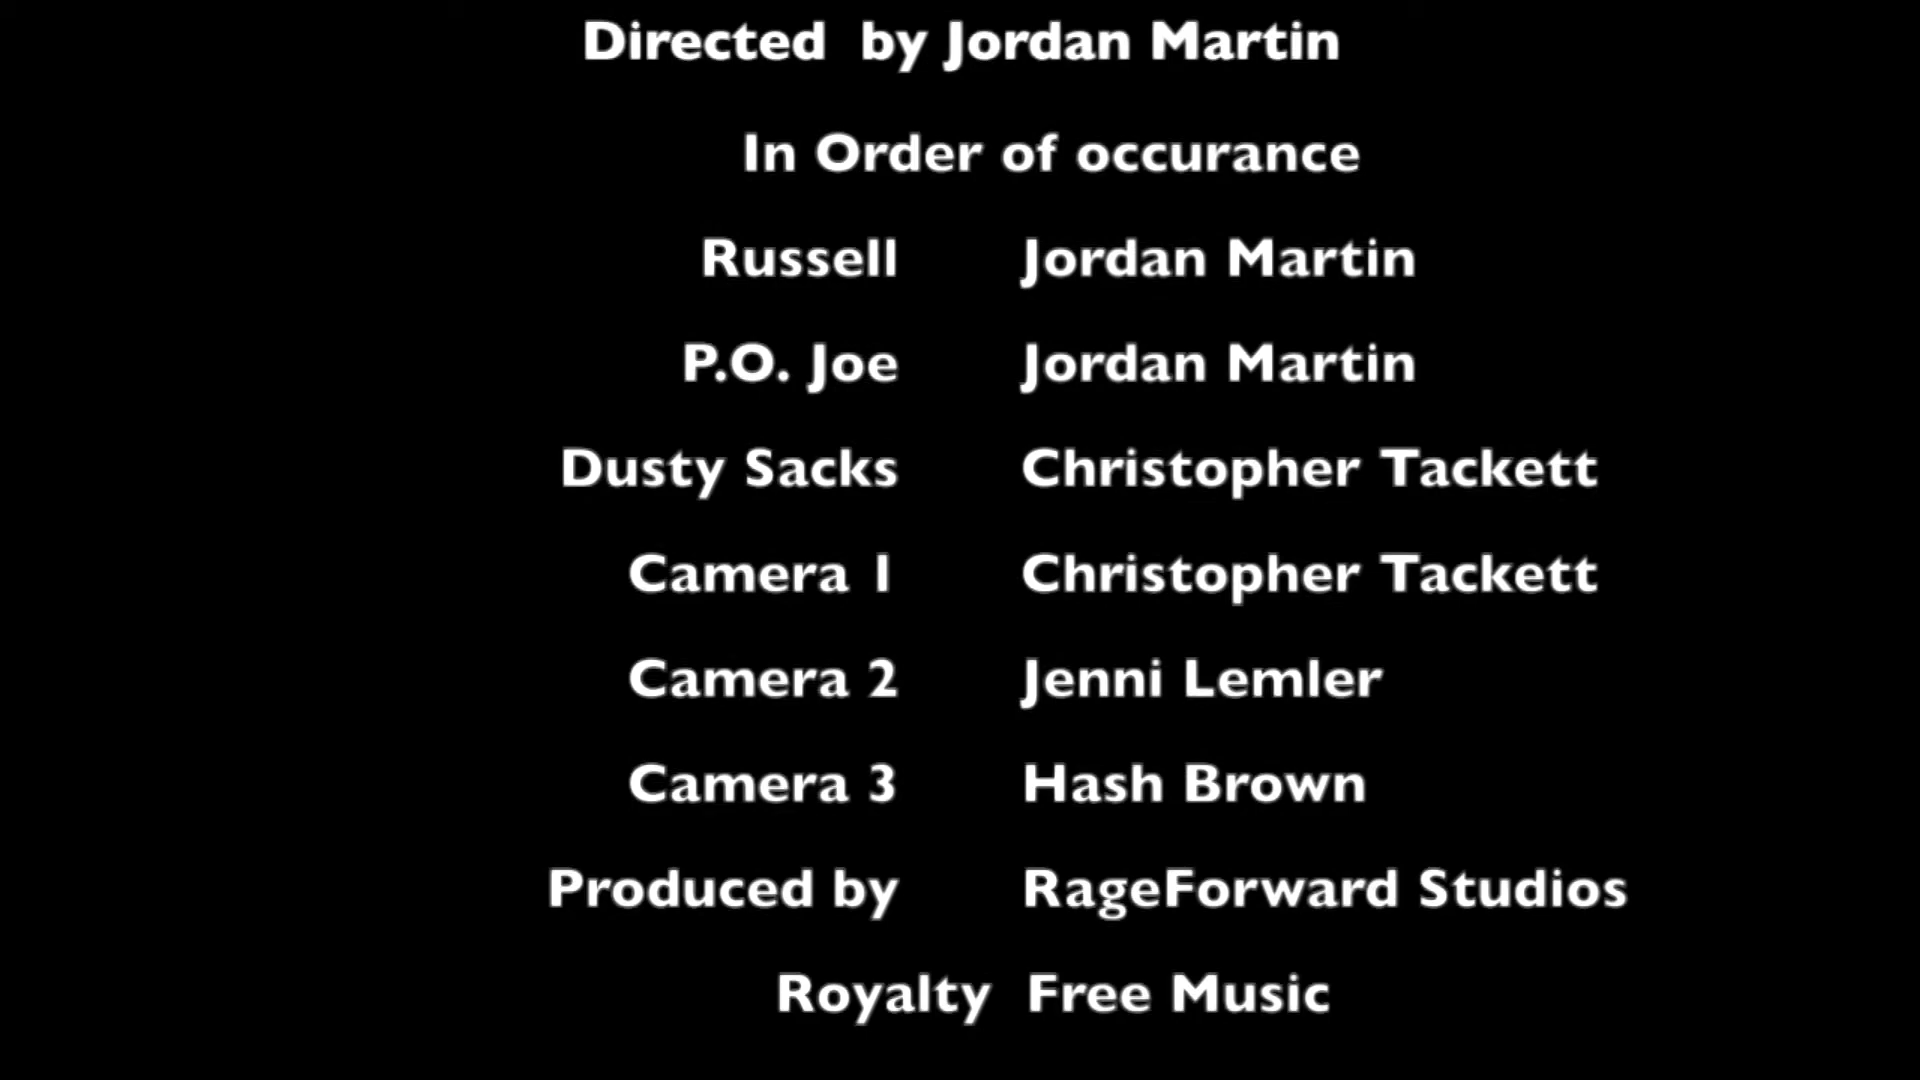 Directed  by Jordan Martin
In Order of occurance
Russell Jordan Martin
P.O. Joe Jordan Martin
Dusty Sacks Christopher Tackett
Camera 1 Christopher Tackett
Camera 2 Jenni Lemler
Camera 3 Hash Brown
Produced by RageForward Studios
Royalty  Free Music